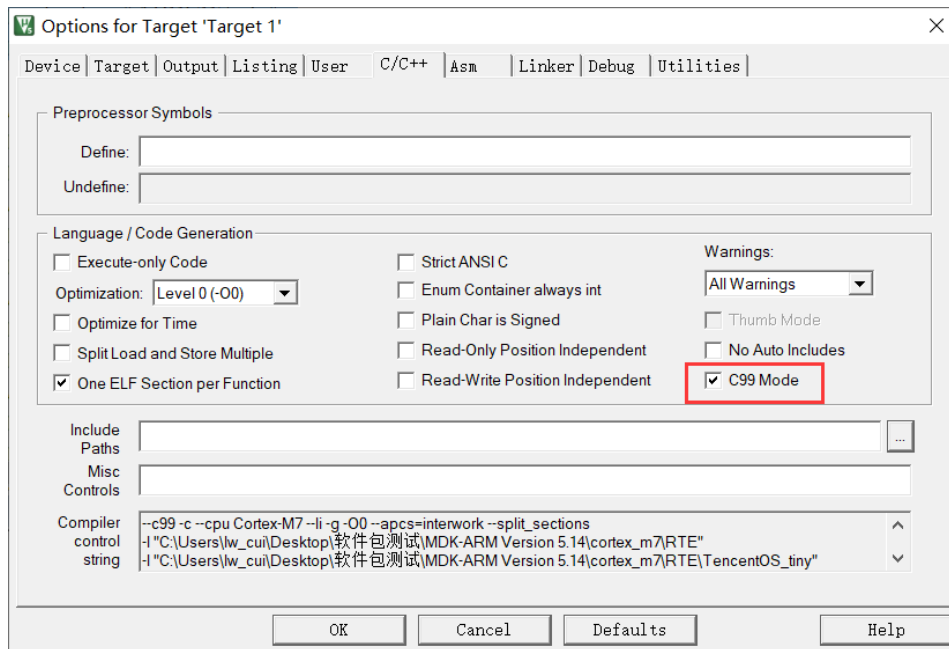 Options for Target 'Target 1'
Device Target Output Listing User C/C++ Asm Linker Debug Utilities
Preprocessor Symbols
Define:
Undefine:
Language / Code Generation
Execute-only Code
Optimization: Level 0 (-O0)
Optimize for Time
Split Load and Store Multiple
One ELF Section per Function
Strict ANSI C
Enum Container always int
Plain Char is Signed
Read-Only Position Independent
Read-Write Position Independent
Warnings:
All Warnings
Thumb Mode
No Auto Includes
C99 Mode
Include
Paths
...
Misc
Controls
Compiler
control
string
--c99 -c --cpu Cortex-M7 --li -g -O0 --apcs=interwork --split_sections
-I "C:\Users\lw_cui\Desktop\软件包测试\MDK-ARM Version 5.14\cortex_m7\RTE"
-I "C:\Users\lw_cui\Desktop\软件包测试\MDK-ARM Version 5.14\cortex_m7\RTE\TencentOS_tiny"
OK Cancel Defaults Help